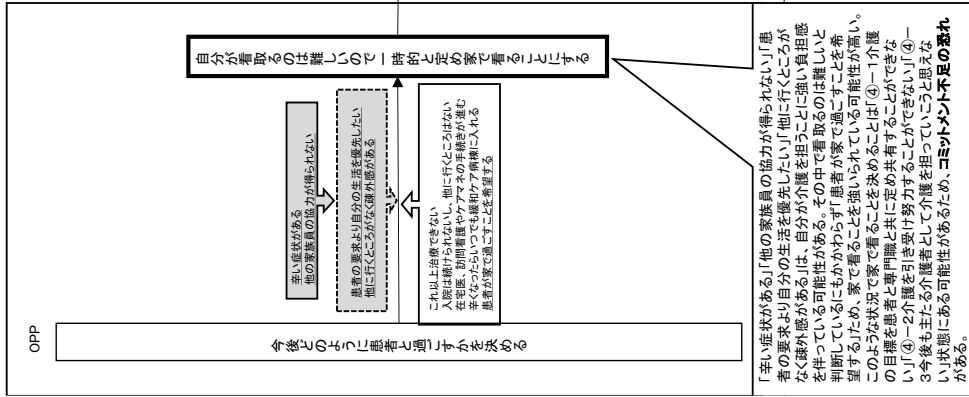 OPP
今後どのように患者と過ごすかを決める
辛い症状がある
他の家族員の協力が得られない
患者の要求より自分の生活を優先したい
他に行くところがなく疎外感がある
これ以上治療できない
入院は続けられないし、他に行くところはない
在宅医、訪問看護やケアマネの手続きが進む
辛くなったらいつでも緩和ケア病棟に入れる
患者が家で過ごすことを希望する
自分が看取るのは難しいので一時的と定め家で看ることにする
「辛い症状がある」「他の家族員の協力が得られない」「患
者の要求より自分の生活を優先したい」「他に行くところが
なく疎外感がある」は、自分が介護を担うことに強い負担感
を伴っている可能性がある。その中で看取るのは難しいと
判断しているにもかかわらず「患者が家で過ごすことを希
望する」ため、家で看ることを強いられている可能性が高い。
このような状況で家で看ることを決めることは「④－1介護
の目標を患者と専門職と共に定め共有することができな
い」「④－2介護を引き受け努力することができない」「④－
3今後も主たる介護者として介護を担っていこうと思えな
い」状態にある可能性があるため、コミットメント不足の恐れ
がある。